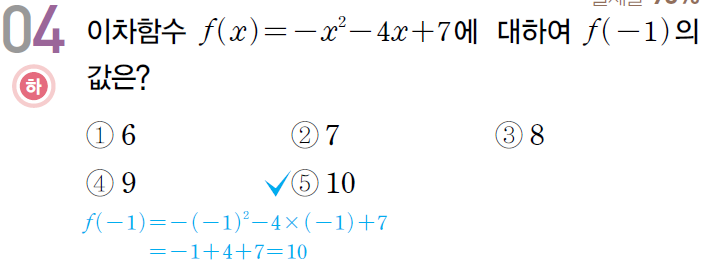 04 이차함수 f(x)=-x²-4x+7에 대하여 f(-1)의
하 값은?
① 6 ② 7 ③ 8
④ 9 ✓⑤ 10
f(-1)=-(-1)²-4×(-1)+7
=-1+4+7=10